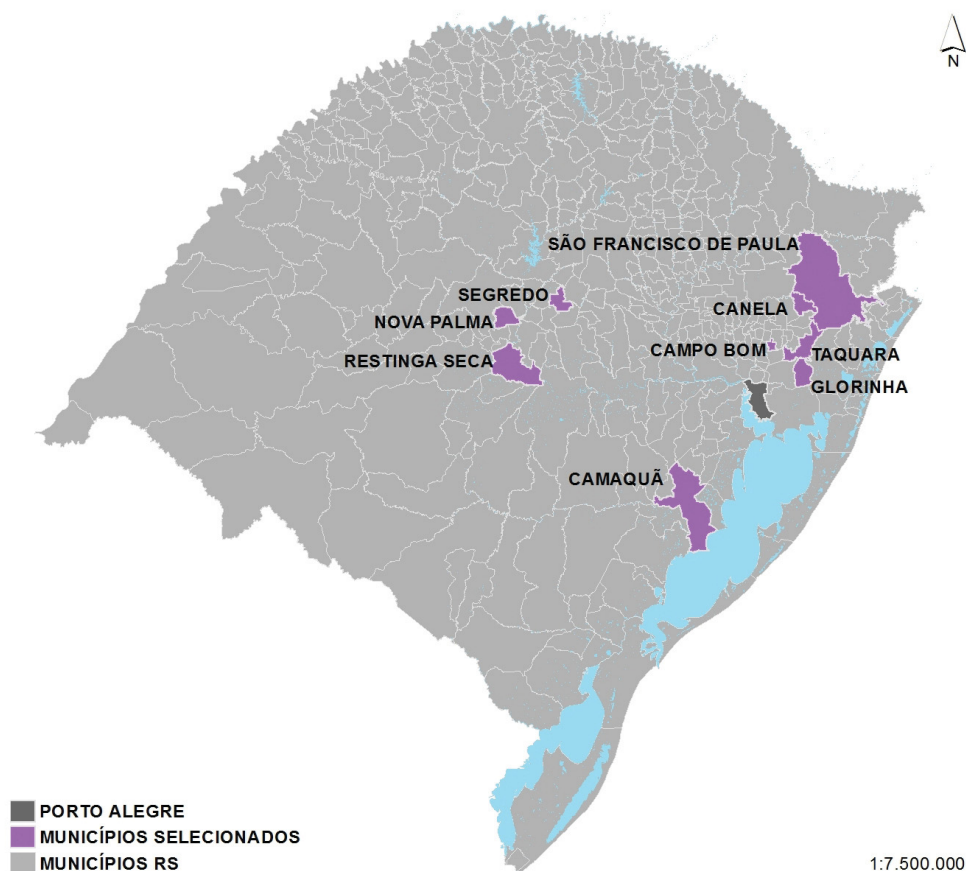 N
SÃO FRANCISCO DE PAULA
SEGREDO
CANELA
NOVA PALMA
CAMPO BOM
TAQUARA
RESTINGA SECA
GLORINHA
CAMAQUÃ
PORTO ALEGRE
MUNICÍPIOS SELECIONADOS
MUNICÍPIOS RS
1:7.500.000